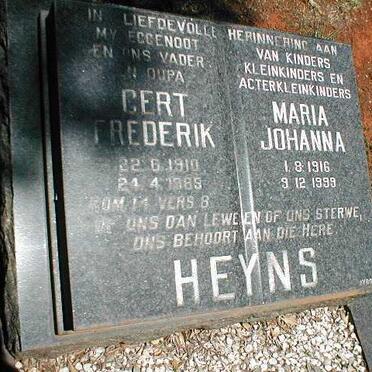 IN LIEFDEVOLLE HERINNERING AAN
MY EGGENOOT
EN ONS VADER
N OUPA
GERT
FREDERIK
22·6·1910
24·4·1985
VAN KINDERS
KLEINKINDERS EN
ACTERKLEINKINDERS
MARIA
JOHANNA
1·8·1916
9·12·1999
ROM.14 VERS 8
OF ONS DAN LEWE EN OF ONS STERWE,
ONS BEHOORT AAN DIE HERE
HEYNS